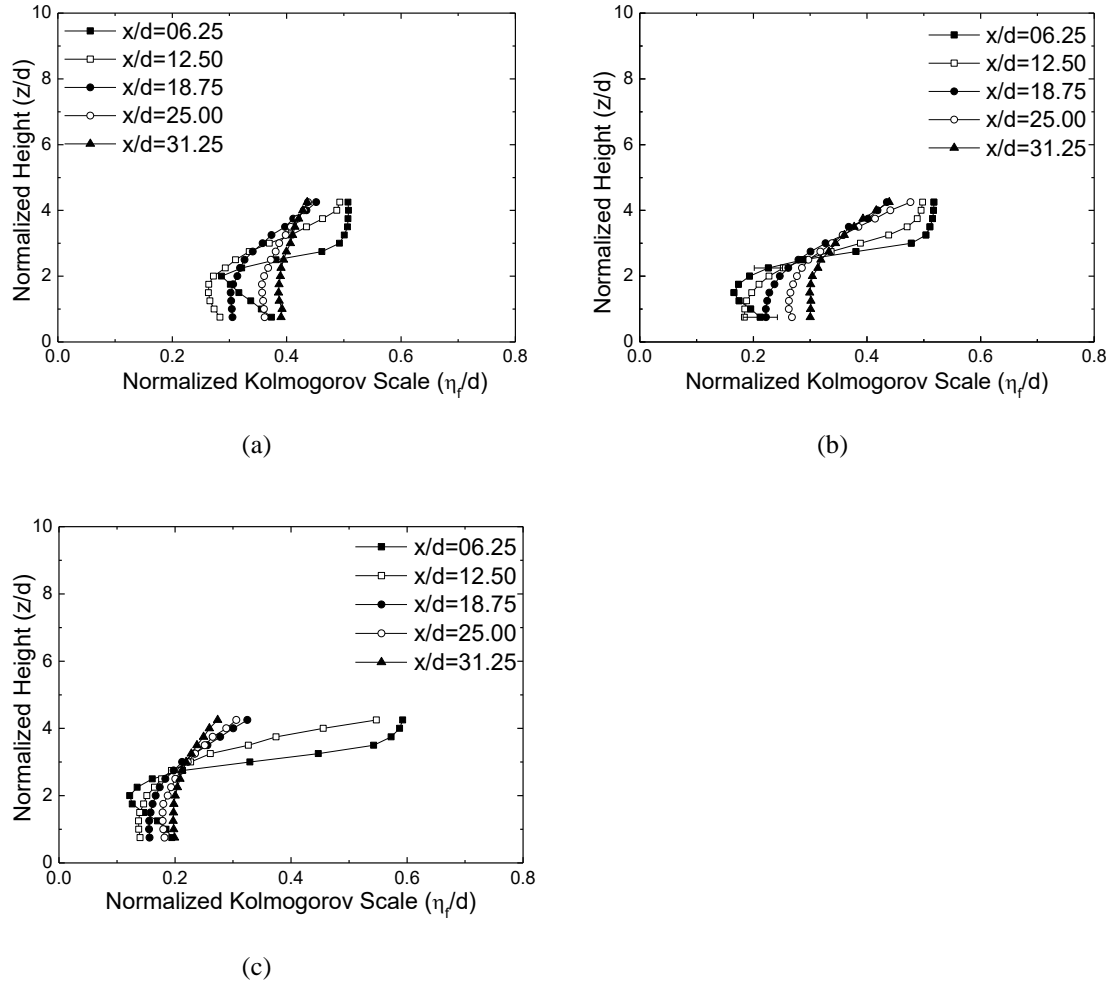 10
8
6
4
2
0
Normalized Height (z/d)
x/d=06.25
x/d=12.50
x/d=18.75
x/d=25.00
x/d=31.25
0.0 0.2 0.4 0.6 0.8
Normalized Kolmogorov Scale (ηf/d)
(a)
10
8
6
4
2
0
Normalized Height (z/d)
x/d=06.25
x/d=12.50
x/d=18.75
x/d=25.00
x/d=31.25
0.0 0.2 0.4 0.6 0.8
Normalized Kolmogorov Scale (ηf/d)
(b)
10
8
6
4
2
0
Normalized Height (z/d)
x/d=06.25
x/d=12.50
x/d=18.75
x/d=25.00
x/d=31.25
0.0 0.2 0.4 0.6 0.8
Normalized Kolmogorov Scale (ηf/d)
(c)